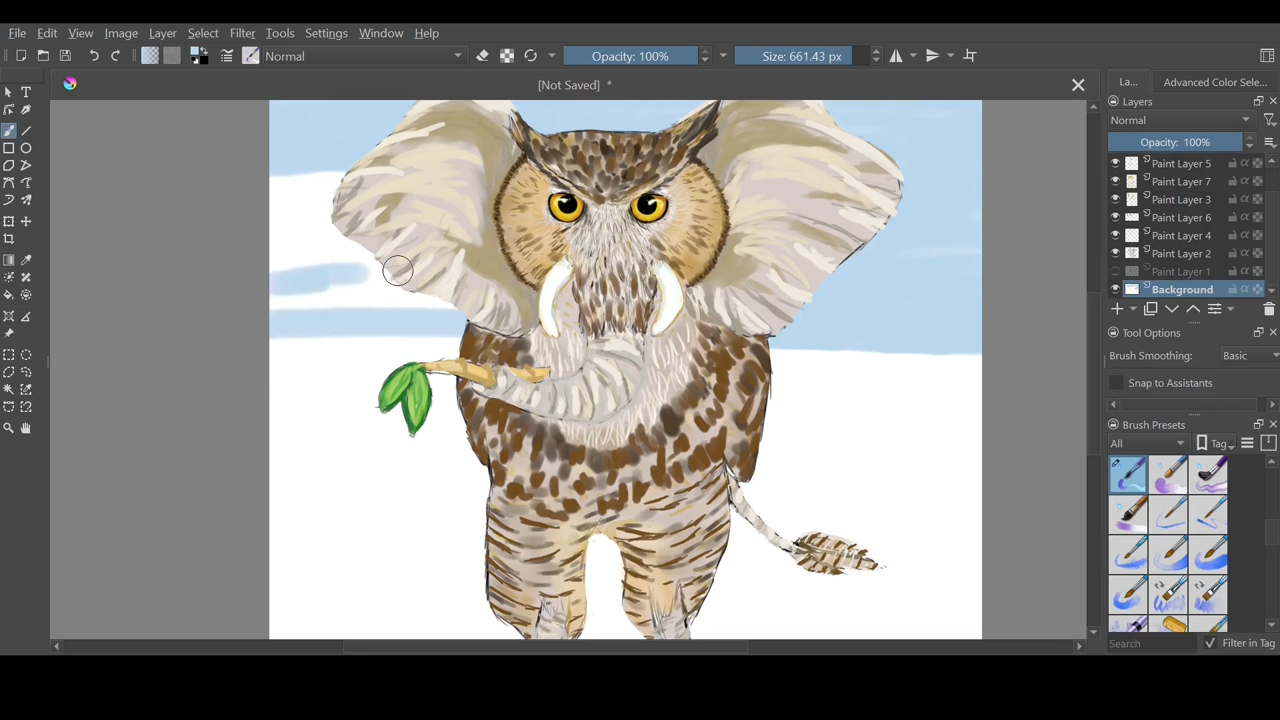 File Edit View Image Layer Select Filter Tools Settings Window Help
Normal Opacity: 100% Size: 661.43 px
[Not Saved] *
La... Advanced Color Sele...
Layers
Normal
Opacity: 100%
Paint Layer 5
Paint Layer 7
Paint Layer 3
Paint Layer 6
Paint Layer 4
Paint Layer 2
Paint Layer 1
Background
Tool Options
Brush Smoothing: Basic
Snap to Assistants
Brush Presets
All Tag
Search Filter in Tag